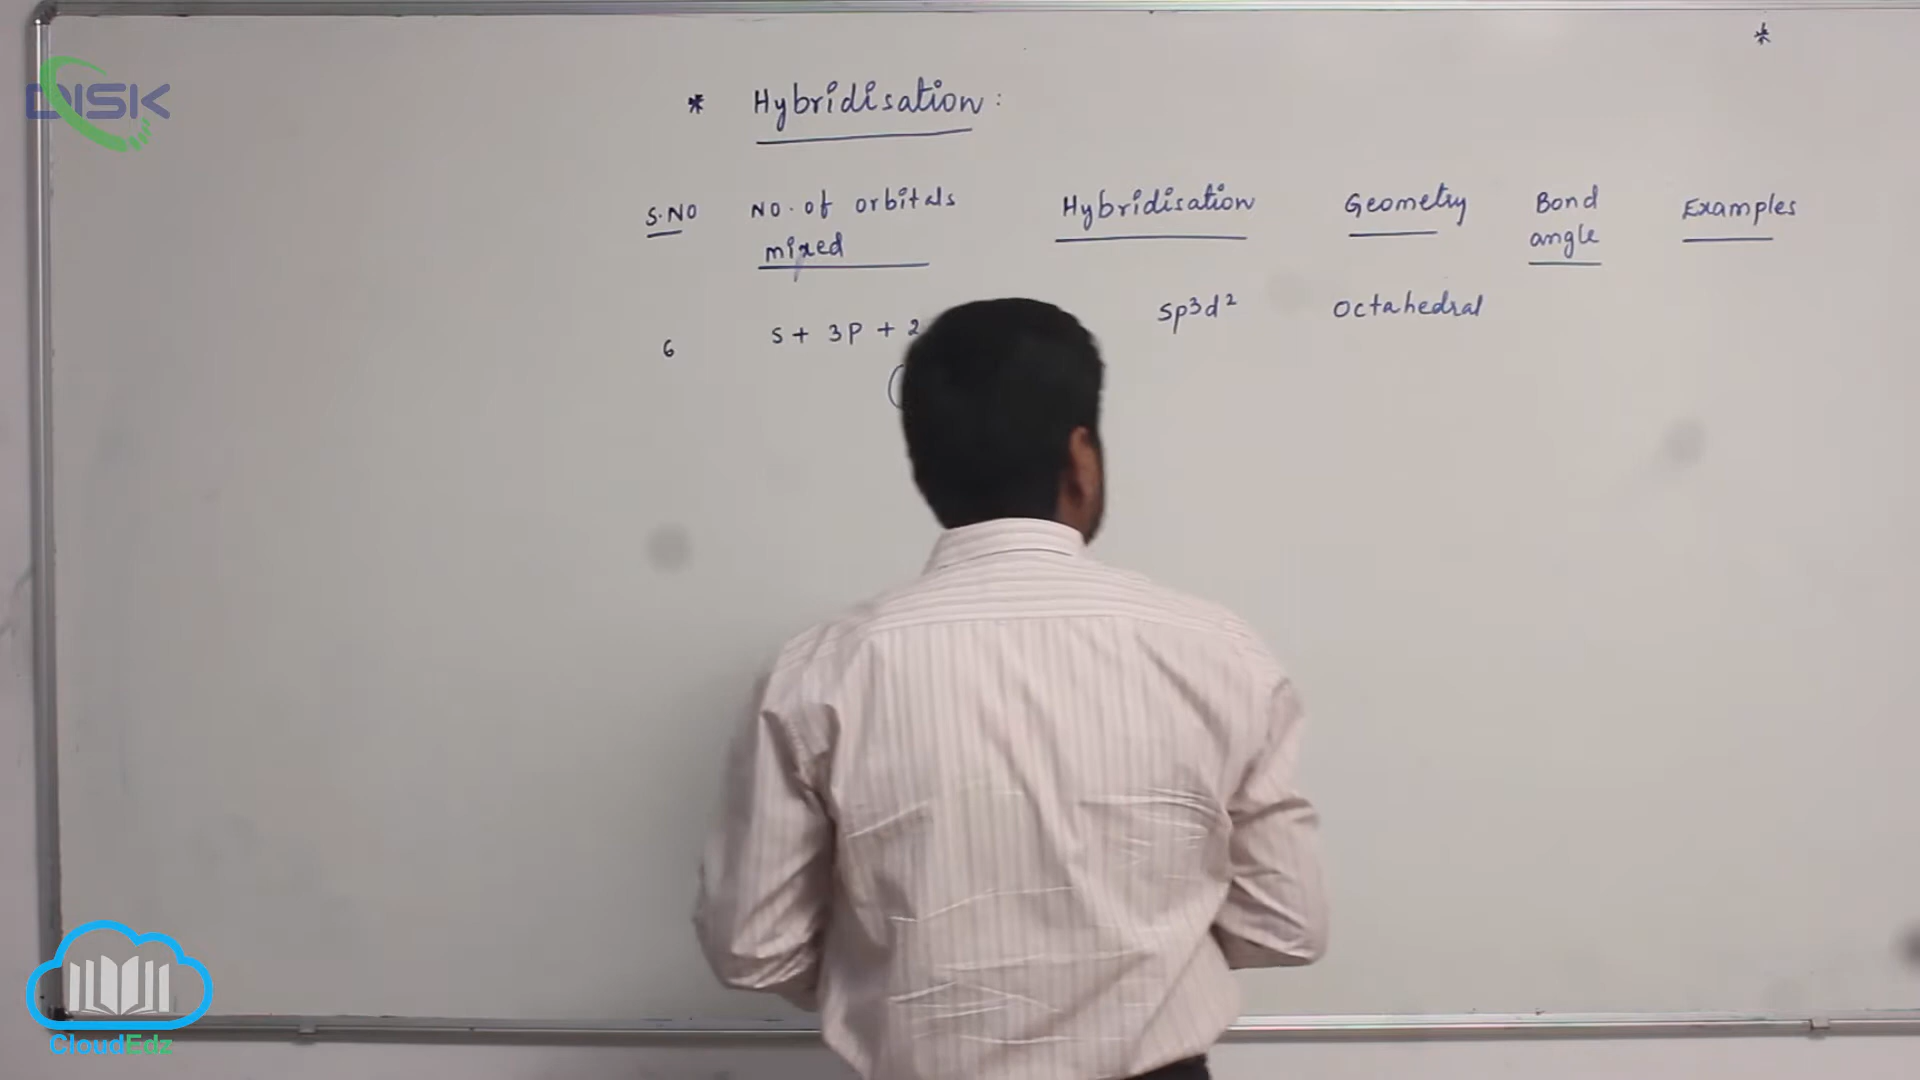 DISK
*
* Hybridisation:
S.NO No. of orbitals mixed Hybridisation Geometry Bond angle Examples
6 s + 3p + 2 sp³d² Octahedral
CloudEdz